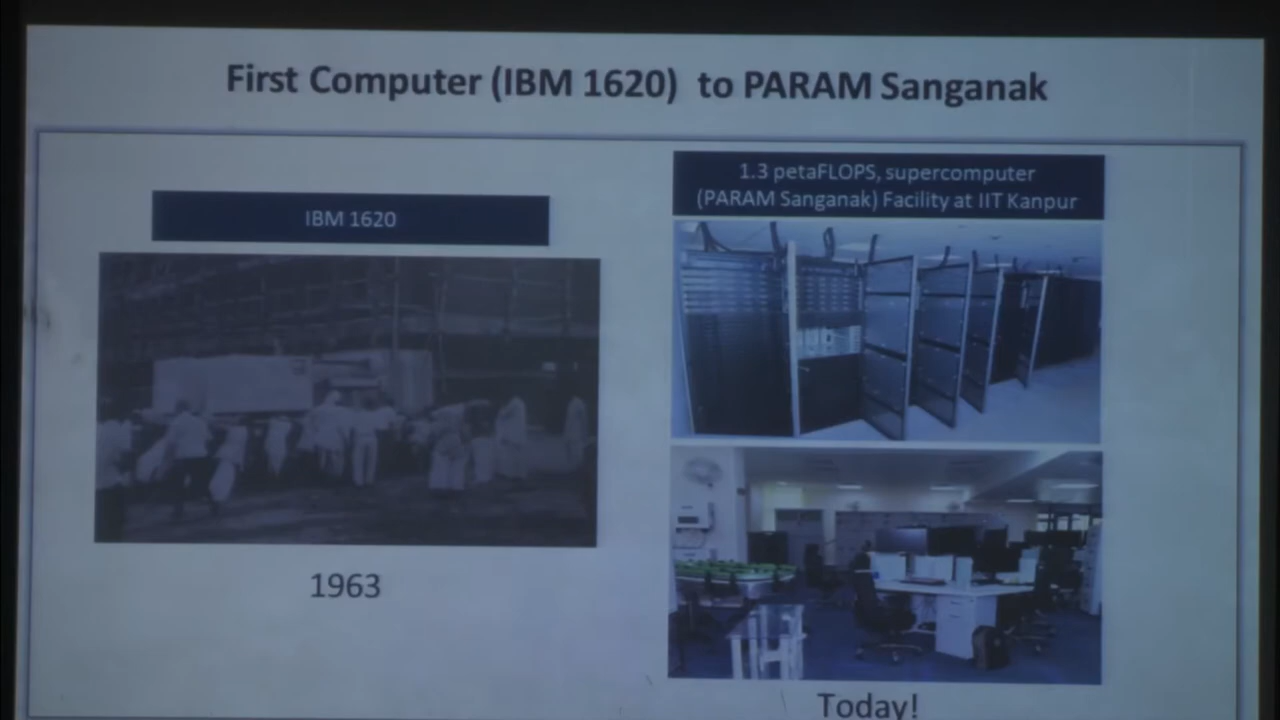 First Computer (IBM 1620) to PARAM Sanganak
IBM 1620
1963
1.3 petaFLOPS, supercomputer
(PARAM Sanganak) Facility at IIT Kanpur
Today!